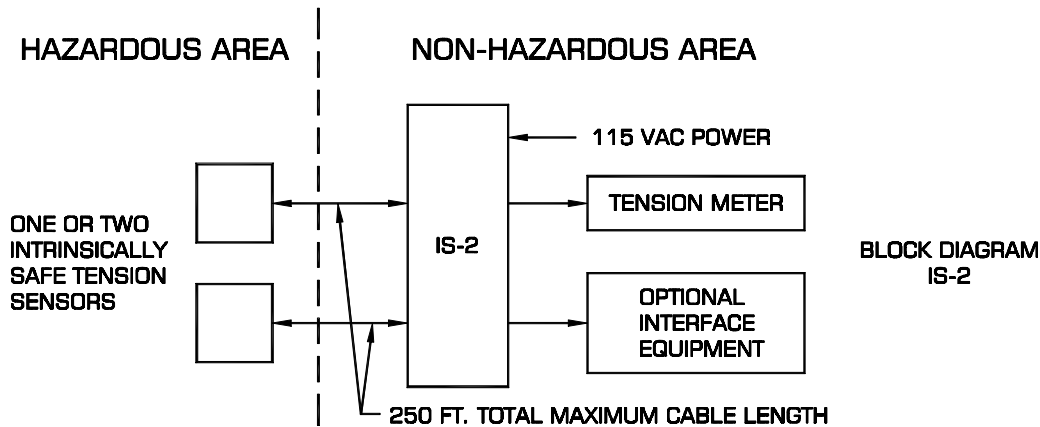 HAZARDOUS AREA
NON-HAZARDOUS AREA
115 VAC POWER
TENSION METER
ONE OR TWO
INTRINSICALLY
SAFE TENSION
SENSORS
IS-2
BLOCK DIAGRAM
IS-2
OPTIONAL
INTERFACE
EQUIPMENT
250 FT. TOTAL MAXIMUM CABLE LENGTH